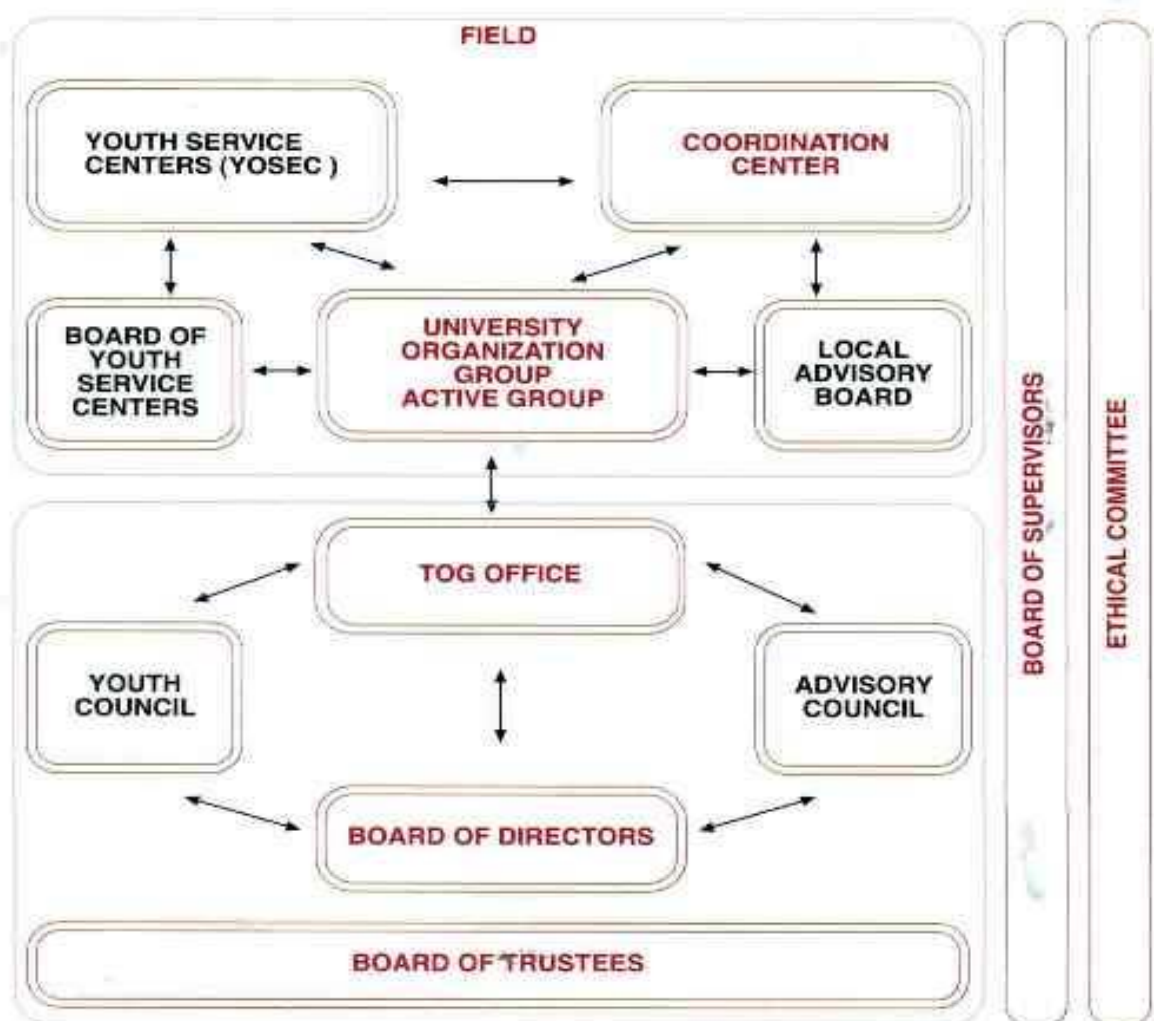 FIELD
YOUTH SERVICE
CENTERS (YOSEC )
COORDINATION
CENTER
BOARD OF
YOUTH
SERVICE
CENTERS
UNIVERSITY
ORGANIZATION
GROUP
ACTIVE GROUP
LOCAL
ADVISORY
BOARD
TOG OFFICE
YOUTH
COUNCIL
ADVISORY
COUNCIL
BOARD OF DIRECTORS
BOARD OF TRUSTEES
BOARD OF SUPERVISORS
ETHICAL COMMITTEE